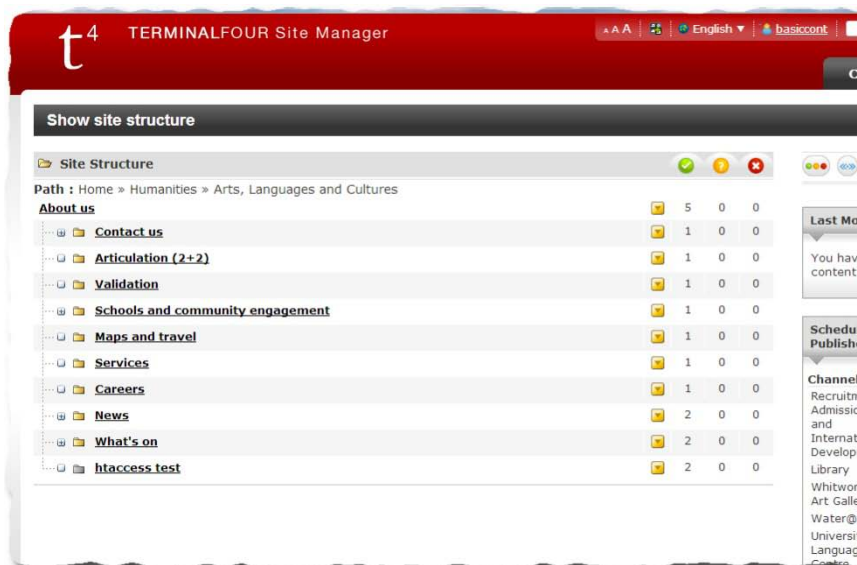 t4 TERMINALFOUR Site Manager
A A A English ▼ basiccont
Show site structure
Site Structure
Path : Home » Humanities » Arts, Languages and Cultures
About us 5 0 0
Contact us 1 0 0
Articulation (2+2) 1 0 0
Validation 1 0 0
Schools and community engagement 1 0 0
Maps and travel 1 0 0
Services 1 0 0
Careers 1 0 0
News 2 0 0
What's on 2 0 0
htaccess test 2 0 0
Last Mo
You hav
content
Schedu
Publish
Channel
Recruitm
Admissio
and
Internat
Develop
Library
Whitwor
Art Galle
Water@
Universi
Languag
Centre